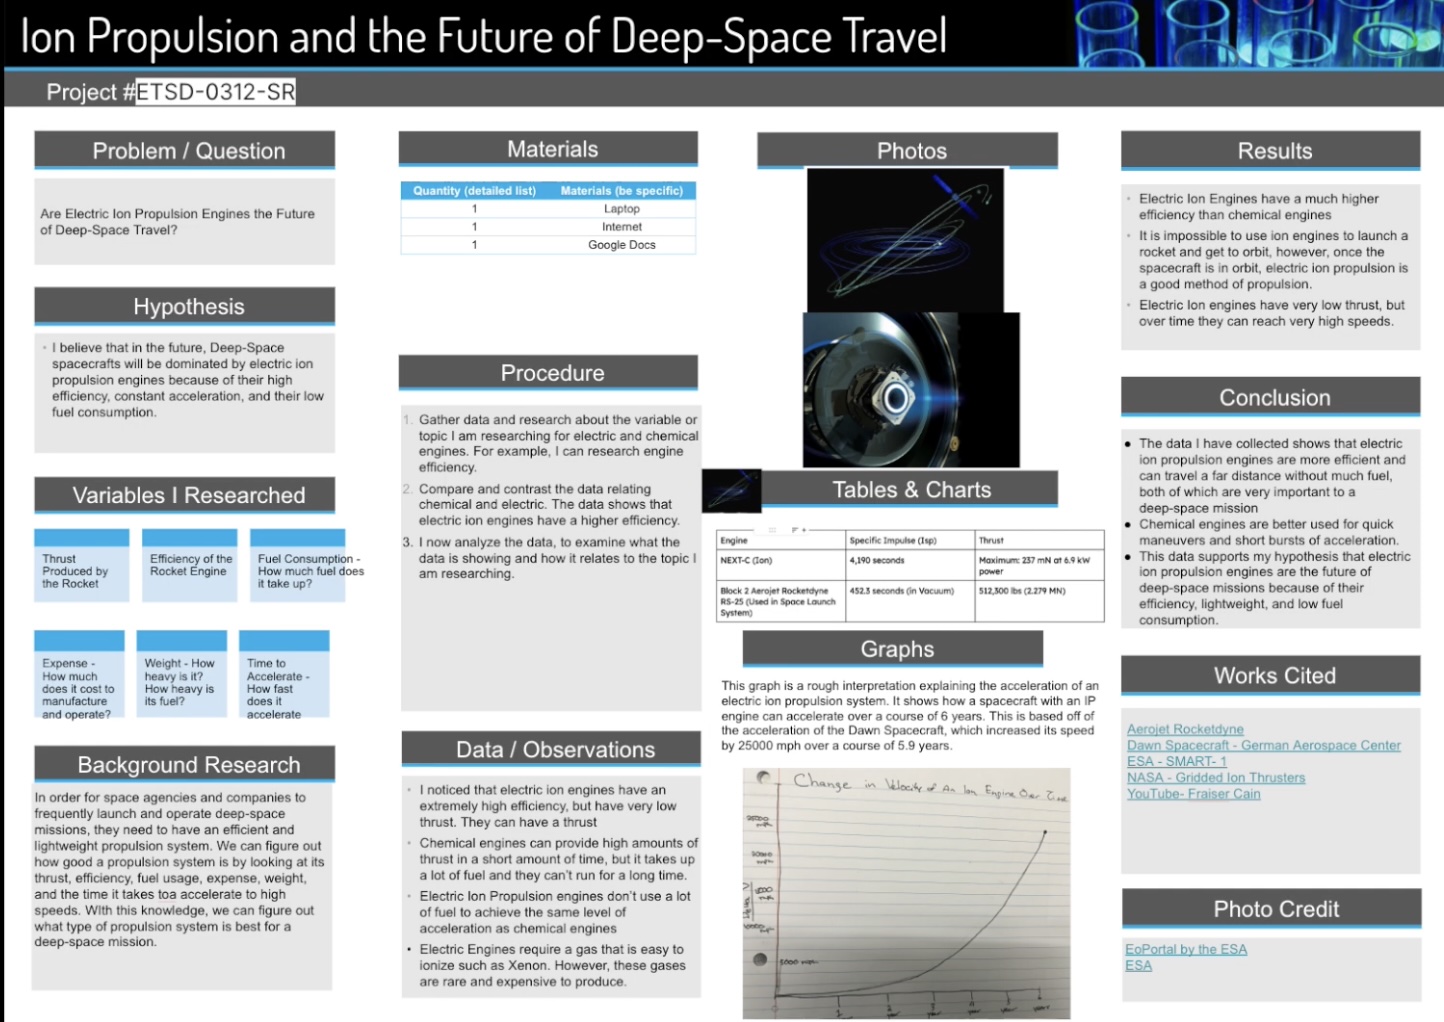 Ion Propulsion and the Future of Deep-Space Travel
Project #ETSD-0312-SR
Problem / Question
Are Electric Ion Propulsion Engines the Future
of Deep-Space Travel?
Hypothesis
I believe that in the future, Deep-Space
spacecrafts will be dominated by electric ion
propulsion engines because of their high
efficiency, constant acceleration, and their low
fuel consumption.
Variables I Researched
Thrust
Produced by
the Rocket
Efficiency of the
Rocket Engine
Fuel Consumption -
How much fuel does
it take up?
Expense -
How much
does it cost to
manufacture
and operate?
Weight - How
heavy is it?
How heavy is
its fuel?
Time to
Accelerate -
How fast
does it
accelerate
Background Research
In order for space agencies and companies to
frequently launch and operate deep-space
missions, they need to have an efficient and
lightweight propulsion system. We can figure out
how good a propulsion system is by looking at its
thrust, efficiency, fuel usage, expense, weight,
and the time it takes toa accelerate to high
speeds. WIth this knowledge, we can figure out
what type of propulsion system is best for a
deep-space mission.
Materials
Quantity (detailed list) Materials (be specific)
1 Laptop
1 Internet
1 Google Docs
Procedure
1. Gather data and research about the variable or
topic I am researching for electric and chemical
engines. For example, I can research engine
efficiency.
2. Compare and contrast the data relating
chemical and electric. The data shows that
electric ion engines have a higher efficiency.
3. I now analyze the data, to examine what the
data is showing and how it relates to the topic I
am researching.
Data / Observations
I noticed that electric ion engines have an
extremely high efficiency, but have very low
thrust. They can have a thrust
Chemical engines can provide high amounts of
thrust in a short amount of time, but it takes up
a lot of fuel and they can't run for a long time.
Electric Ion Propulsion engines don't use a lot
of fuel to achieve the same level of
acceleration as chemical engines
Electric Engines require a gas that is easy to
ionize such as Xenon. However, these gases
are rare and expensive to produce.
Photos
Tables & Charts
Engine Specific Impulse (Isp) Thrust
NEXT-C (Ion) 4,190 seconds Maximum: 237 mN at 6.9 kW
power
Block 2 Aerojet Rocketdyne
RS-25 (Used in Space Launch
System) 452.3 seconds (in Vacuum) 512,300 lbs (2.279 MN)
Graphs
This graph is a rough interpretation explaining the acceleration of an
electric ion propulsion system. It shows how a spacecraft with an IP
engine can accelerate over a course of 6 years. This is based off of
the acceleration of the Dawn Spacecraft, which increased its speed
by 25000 mph over a course of 5.9 years.
Change in Velocity of An Ion Engine Over Time
5000 mph
Results
Electric Ion Engines have a much higher
efficiency than chemical engines
It is impossible to use ion engines to launch a
rocket and get to orbit, however, once the
spacecraft is in orbit, electric ion propulsion is
a good method of propulsion.
Electric Ion engines have very low thrust, but
over time they can reach very high speeds.
Conclusion
The data I have collected shows that electric
ion propulsion engines are more efficient and
can travel a far distance without much fuel,
both of which are very important to a
deep-space mission
Chemical engines are better used for quick
maneuvers and short bursts of acceleration.
This data supports my hypothesis that electric
ion propulsion engines are the future of
deep-space missions because of their
efficiency, lightweight, and low fuel
consumption.
Works Cited
Aerojet Rocketdyne
Dawn Spacecraft - German Aerospace Center
ESA - SMART- 1
NASA - Gridded Ion Thrusters
YouTube- Fraiser Cain
Photo Credit
EoPortal by the ESA
ESA